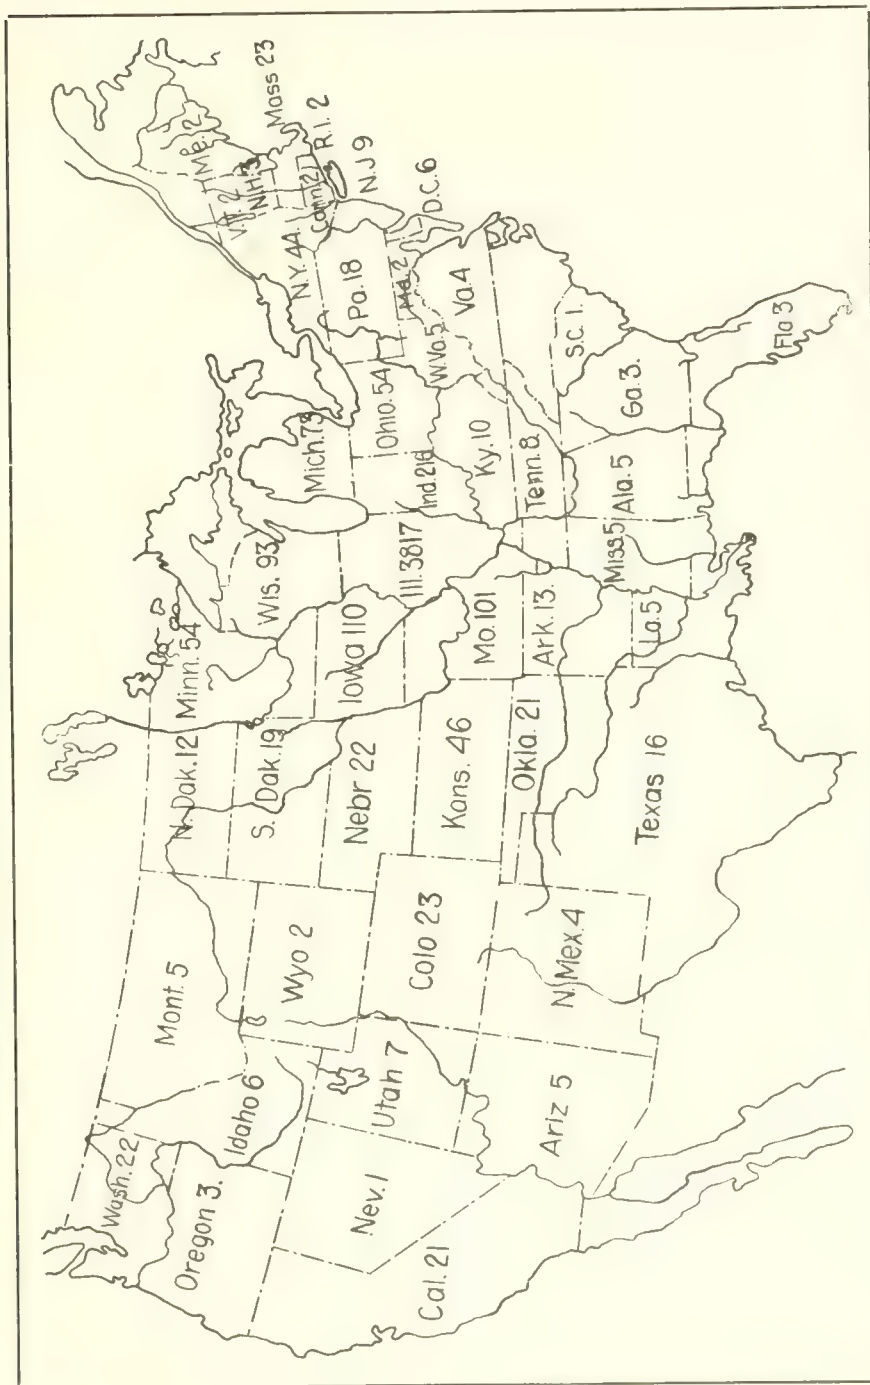 Wash. 22
Oregon 3.
Cal. 21
Nev. 1
Idaho 6
Mont. 5
Wyo 2
Utah 7
Colo 23
Ariz 5
N. Mex. 4
N. Dak. 12
S. Dak. 19
Nebr 22
Kans. 46
Okla. 21
Texas 16
Minn. 54
Iowa 110
Mo. 101
Ark. 13.
La. 5
Wis. 93
Ill. 3817
Mich. 73
Ohio. 54
Ky. 10
Tenn. 8
Miss. 5
Ala. 5
Ga. 3.
Fla 3
S.C. 1.
Va. 4
W.Va. 5
Md. 2
D.C. 6
Pa. 18
N.J 9
N.Y. 44
Conn. 2
R.I. 2
Mass 23
Vt. 2
N.H. 3
Me. 2